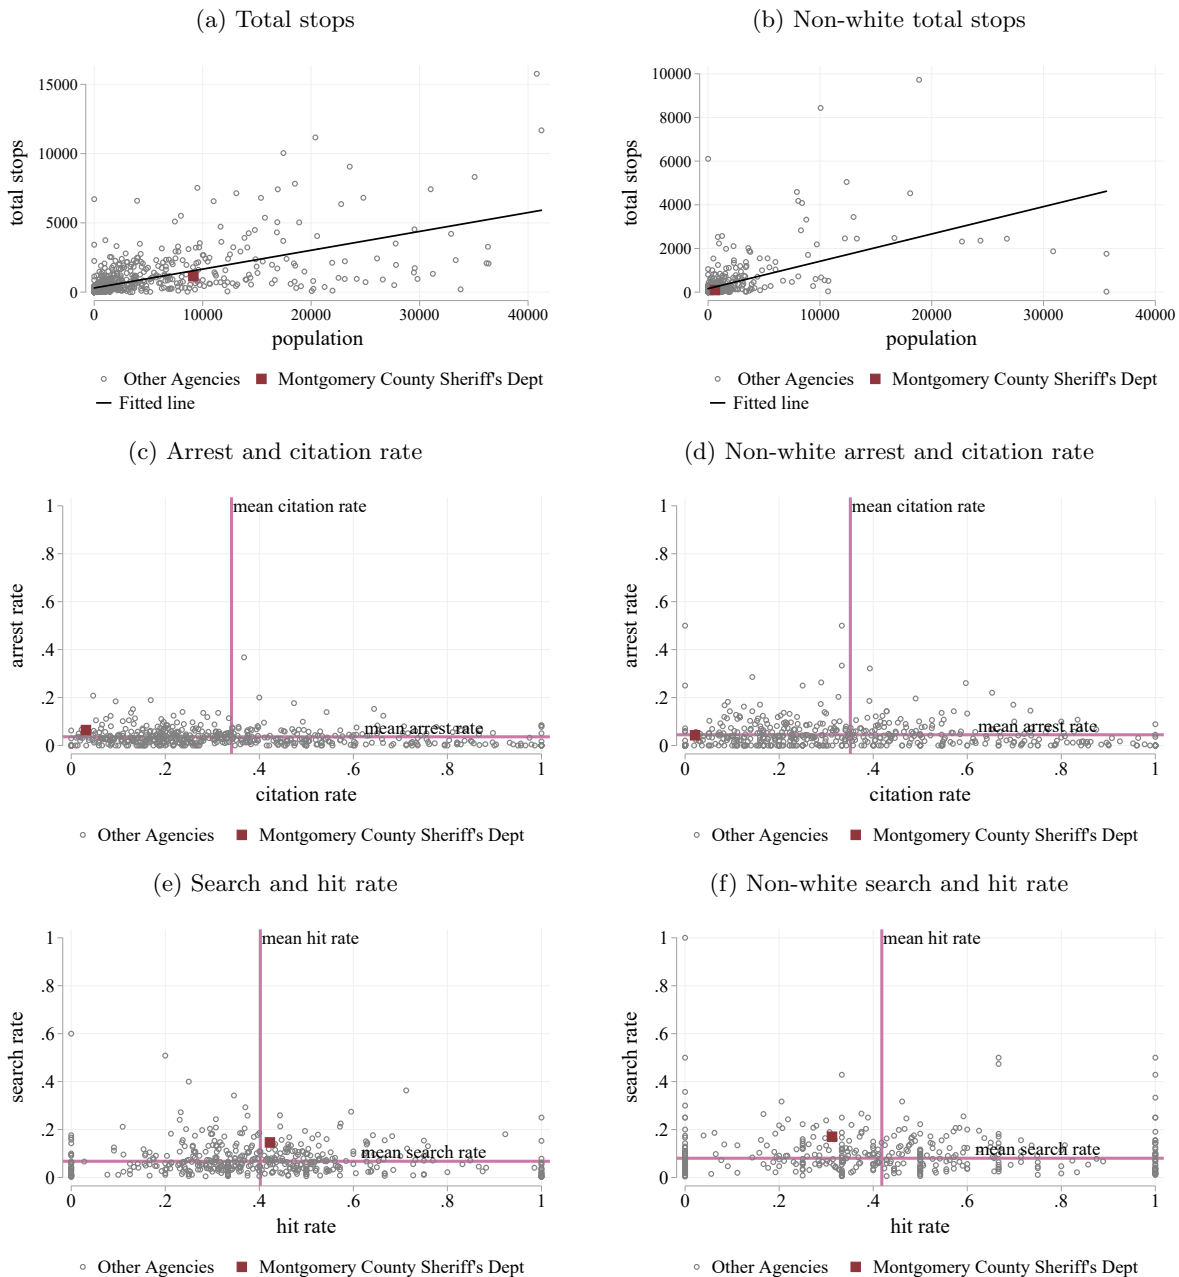 (a) Total stops
15000
10000
5000
0
total stops
0 10000 20000 30000 40000
population
Other Agencies Montgomery County Sheriff's Dept
Fitted line
(b) Non-white total stops
10000
8000
6000
4000
2000
0
total stops
0 10000 20000 30000 40000
population
Other Agencies Montgomery County Sheriff's Dept
Fitted line
(c) Arrest and citation rate
1
.8
.6
.4
.2
0
arrest rate
mean citation rate
mean arrest rate
0 .2 .4 .6 .8 1
citation rate
Other Agencies Montgomery County Sheriff's Dept
(d) Non-white arrest and citation rate
1
.8
.6
.4
.2
0
arrest rate
mean citation rate
mean arrest rate
0 .2 .4 .6 .8 1
citation rate
Other Agencies Montgomery County Sheriff's Dept
(e) Search and hit rate
1
.8
.6
.4
.2
0
search rate
mean hit rate
mean search rate
0 .2 .4 .6 .8 1
hit rate
Other Agencies Montgomery County Sheriff's Dept
(f) Non-white search and hit rate
1
.8
.6
.4
.2
0
search rate
mean hit rate
mean search rate
0 .2 .4 .6 .8 1
hit rate
Other Agencies Montgomery County Sheriff's Dept